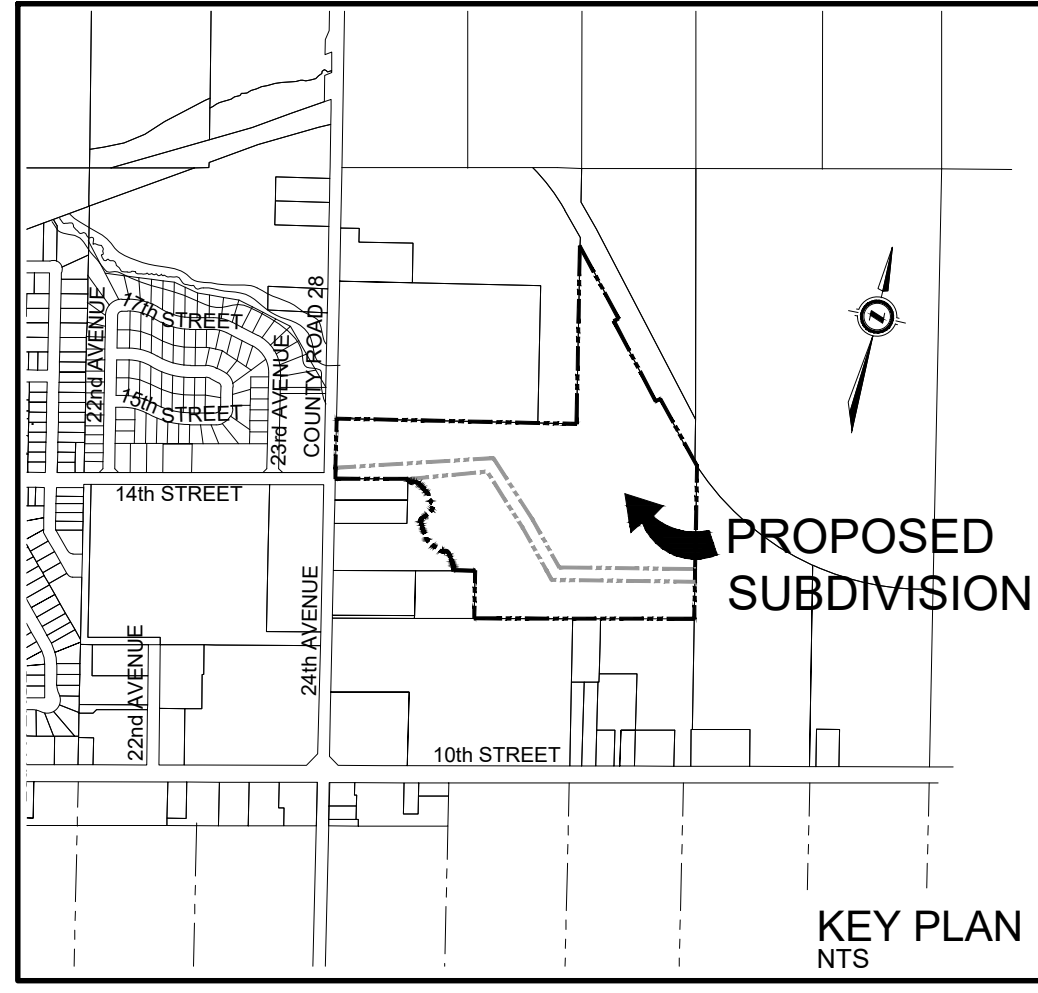 17th STREET
22nd AVENUE
15th STREET
23rd AVENUE
COUNTY ROAD 28
14th STREET
PROPOSED
SUBDIVISION
24th AVENUE
22nd AVENUE
10th STREET
KEY PLAN
NTS